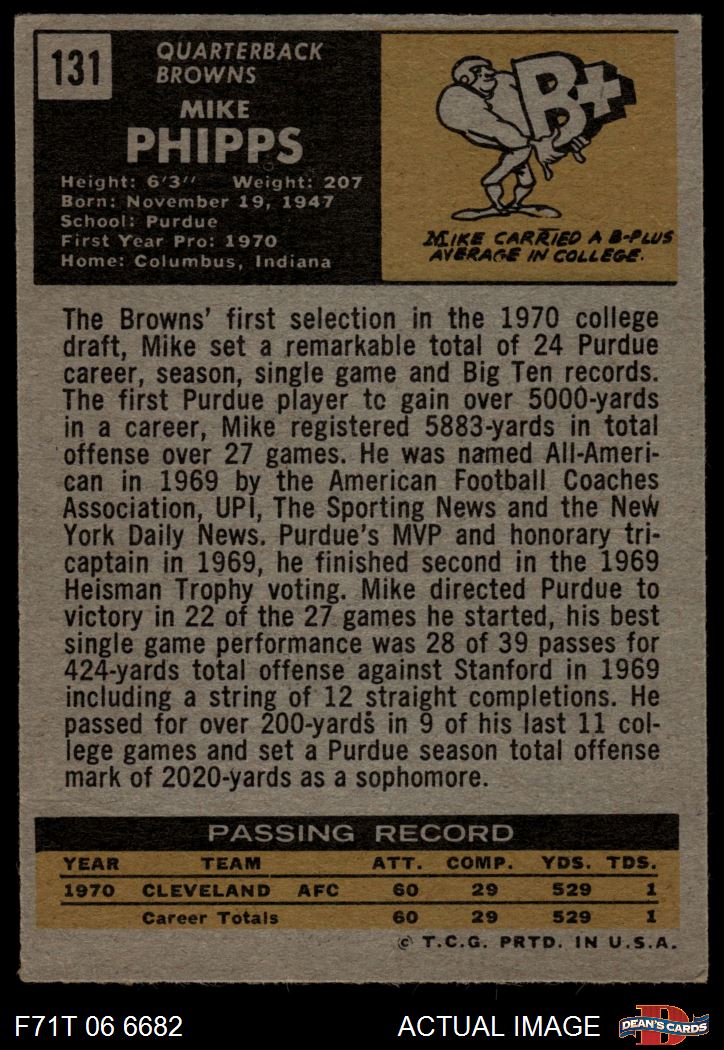 131
QUARTERBACK
BROWNS
MIKE
PHIPPS
Height: 6'3" Weight: 207
Born: November 19, 1947
School: Purdue
First Year Pro: 1970
Home: Columbus, Indiana
B+
MIKE CARRIED A B-PLUS
AVERAGE IN COLLEGE.
The Browns' first selection in the 1970 college
draft, Mike set a remarkable total of 24 Purdue
career, season, single game and Big Ten records.
The first Purdue player to gain over 5000-yards
in a career, Mike registered 5883-yards in total
offense over 27 games. He was named All-Ameri-
can in 1969 by the American Football Coaches
Association, UPI, The Sporting News and the New
York Daily News. Purdue's MVP and honorary tri-
captain in 1969, he finished second in the 1969
Heisman Trophy voting. Mike directed Purdue to
victory in 22 of the 27 games he started, his best
single game performance was 28 of 39 passes for
424-yards total offense against Stanford in 1969
including a string of 12 straight completions. He
passed for over 200-yards in 9 of his last 11 col-
lege games and set a Purdue season total offense
mark of 2020-yards as a sophomore.
PASSING RECORD
YEAR TEAM ATT. COMP. YDS. TDS.
1970 CLEVELAND AFC 60 29 529 1
Career Totals 60 29 529 1
© T.C.G. PRTD. IN U.S.A.
F71T 06 6682 ACTUAL IMAGE
D
DEAN'S CARDS